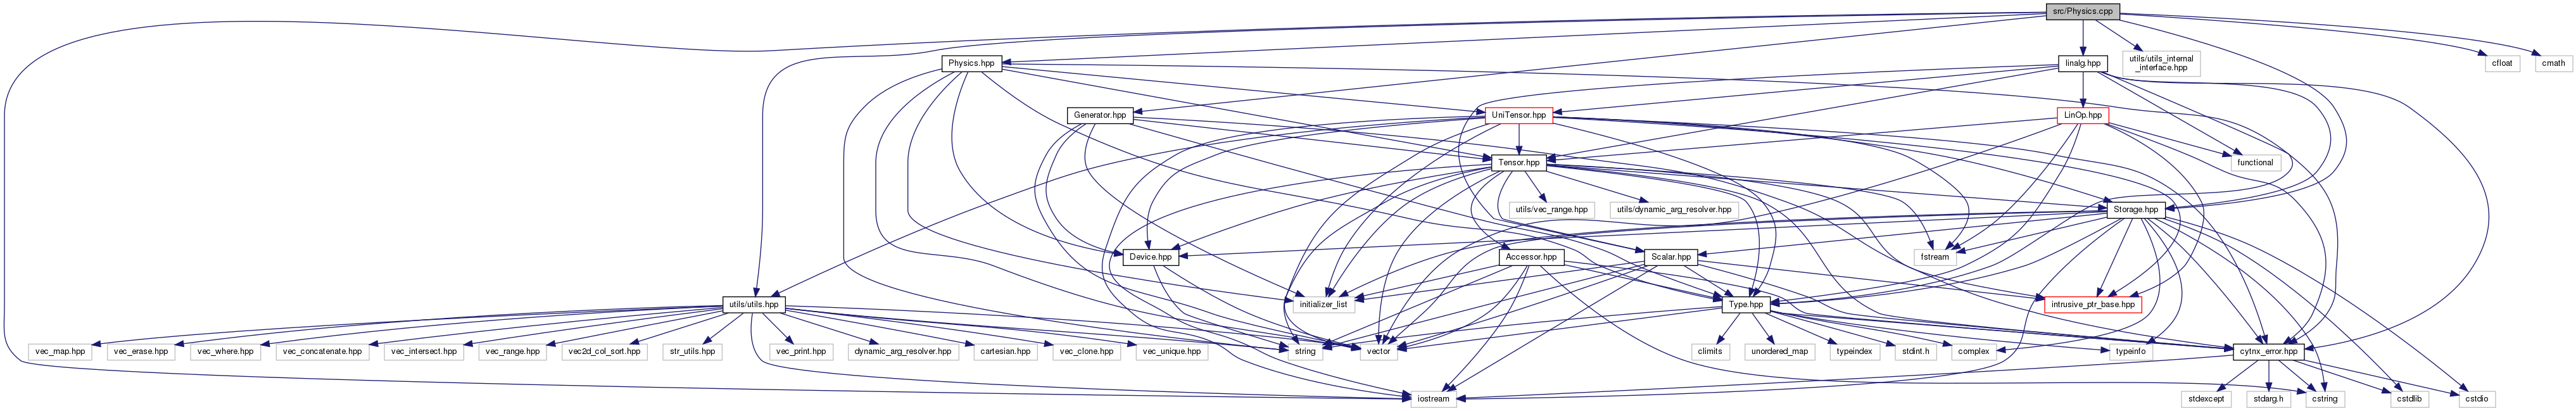 src/Physics.cpp
Physics.hpp
linalg.hpp
utils/utils_internal
_interface.hpp
cfloat
cmath
Generator.hpp
UniTensor.hpp
LinOp.hpp
Tensor.hpp
functional
utils/vec_range.hpp
utils/dynamic_arg_resolver.hpp
Storage.hpp
Device.hpp
Accessor.hpp
Scalar.hpp
fstream
utils/utils.hpp
initializer_list
Type.hpp
intrusive_ptr_base.hpp
vec_map.hpp
vec_erase.hpp
vec_where.hpp
vec_concatenate.hpp
vec_intersect.hpp
vec_range.hpp
vec2d_col_sort.hpp
str_utils.hpp
vec_print.hpp
dynamic_arg_resolver.hpp
cartesian.hpp
vec_clone.hpp
vec_unique.hpp
string
vector
climits
unordered_map
typeindex
stdint.h
complex
typeinfo
cytnx_error.hpp
iostream
stdexcept
stdarg.h
cstring
cstdlib
cstdio